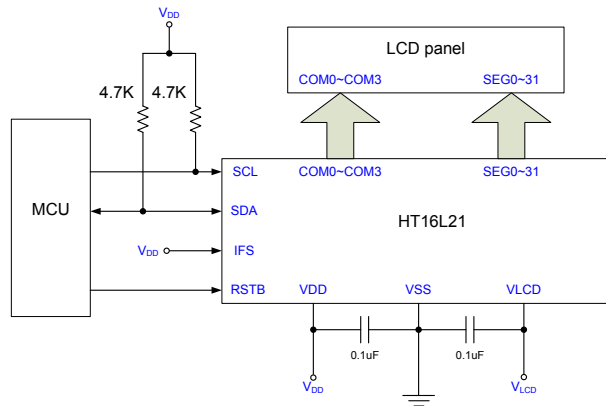 VDD
LCD panel
COM0~COM3 SEG0~31
4.7K 4.7K
MCU
SCL COM0~COM3 SEG0~31
SDA
HT16L21
VDD IFS
RSTB VDD VSS VLCD
0.1uF 0.1uF
VDD VLCD